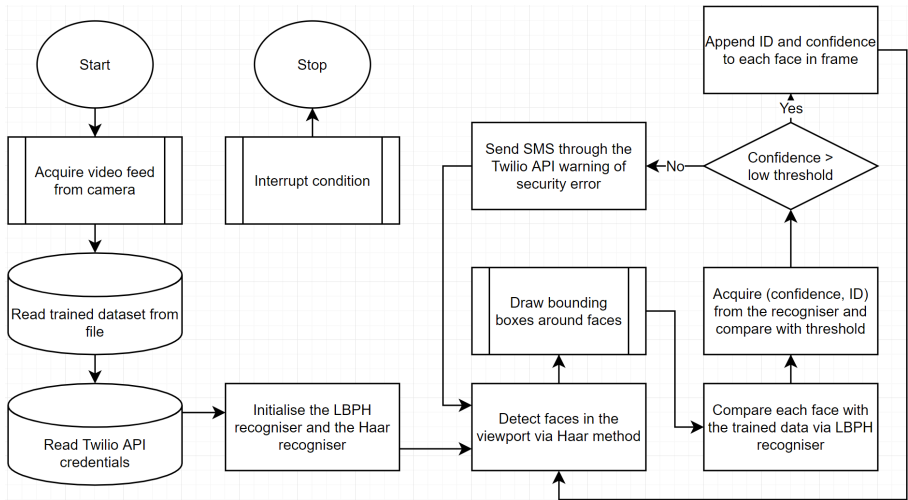 Start
Acquire video feed
from camera
Read trained dataset from
file
Read Twilio API
credentials
Initialise the LBPH
recogniser and the Haar
recogniser
Stop
Interrupt condition
Detect faces in the
viewport via Haar method
Draw bounding
boxes around faces
Compare each face with
the trained data via LBPH
recogniser
Acquire (confidence, ID)
from the recogniser and
compare with threshold
Confidence >
low threshold
No
Send SMS through the
Twilio API warning of
security error
Yes
Append ID and confidence
to each face in frame